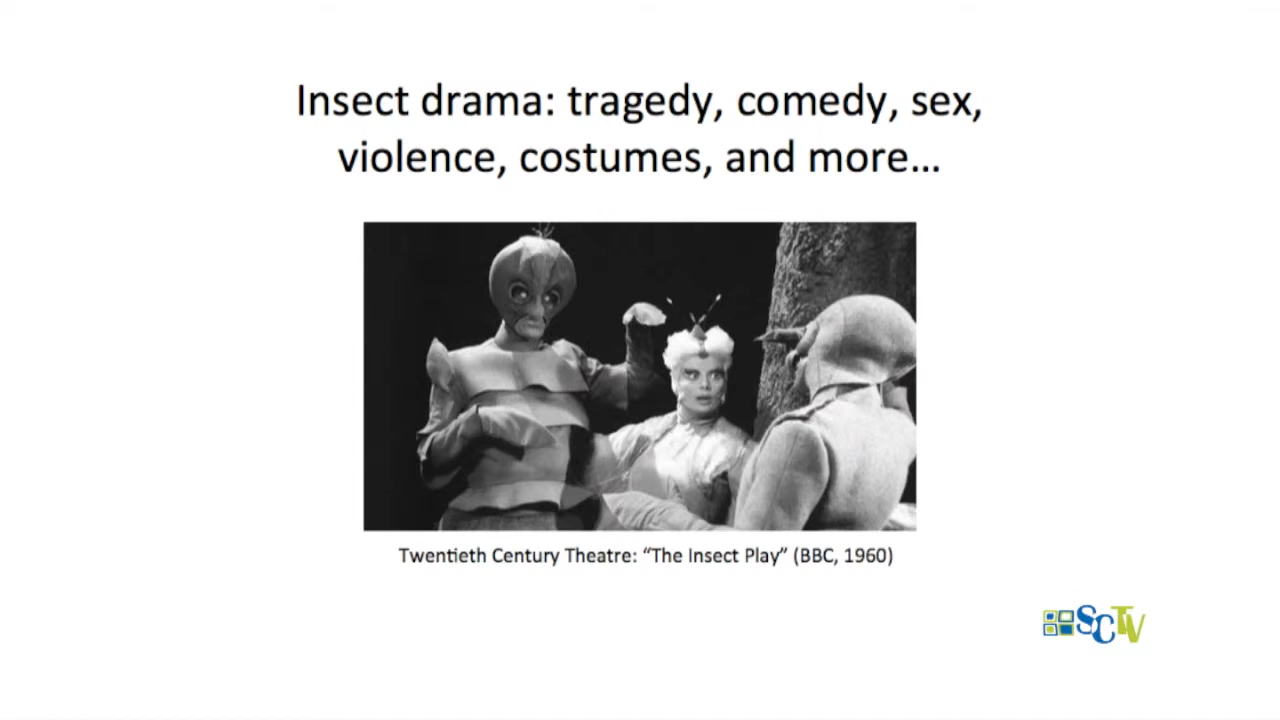 Insect drama: tragedy, comedy, sex,
violence, costumes, and more…
Twentieth Century Theatre: “The Insect Play” (BBC, 1960)
SCTV